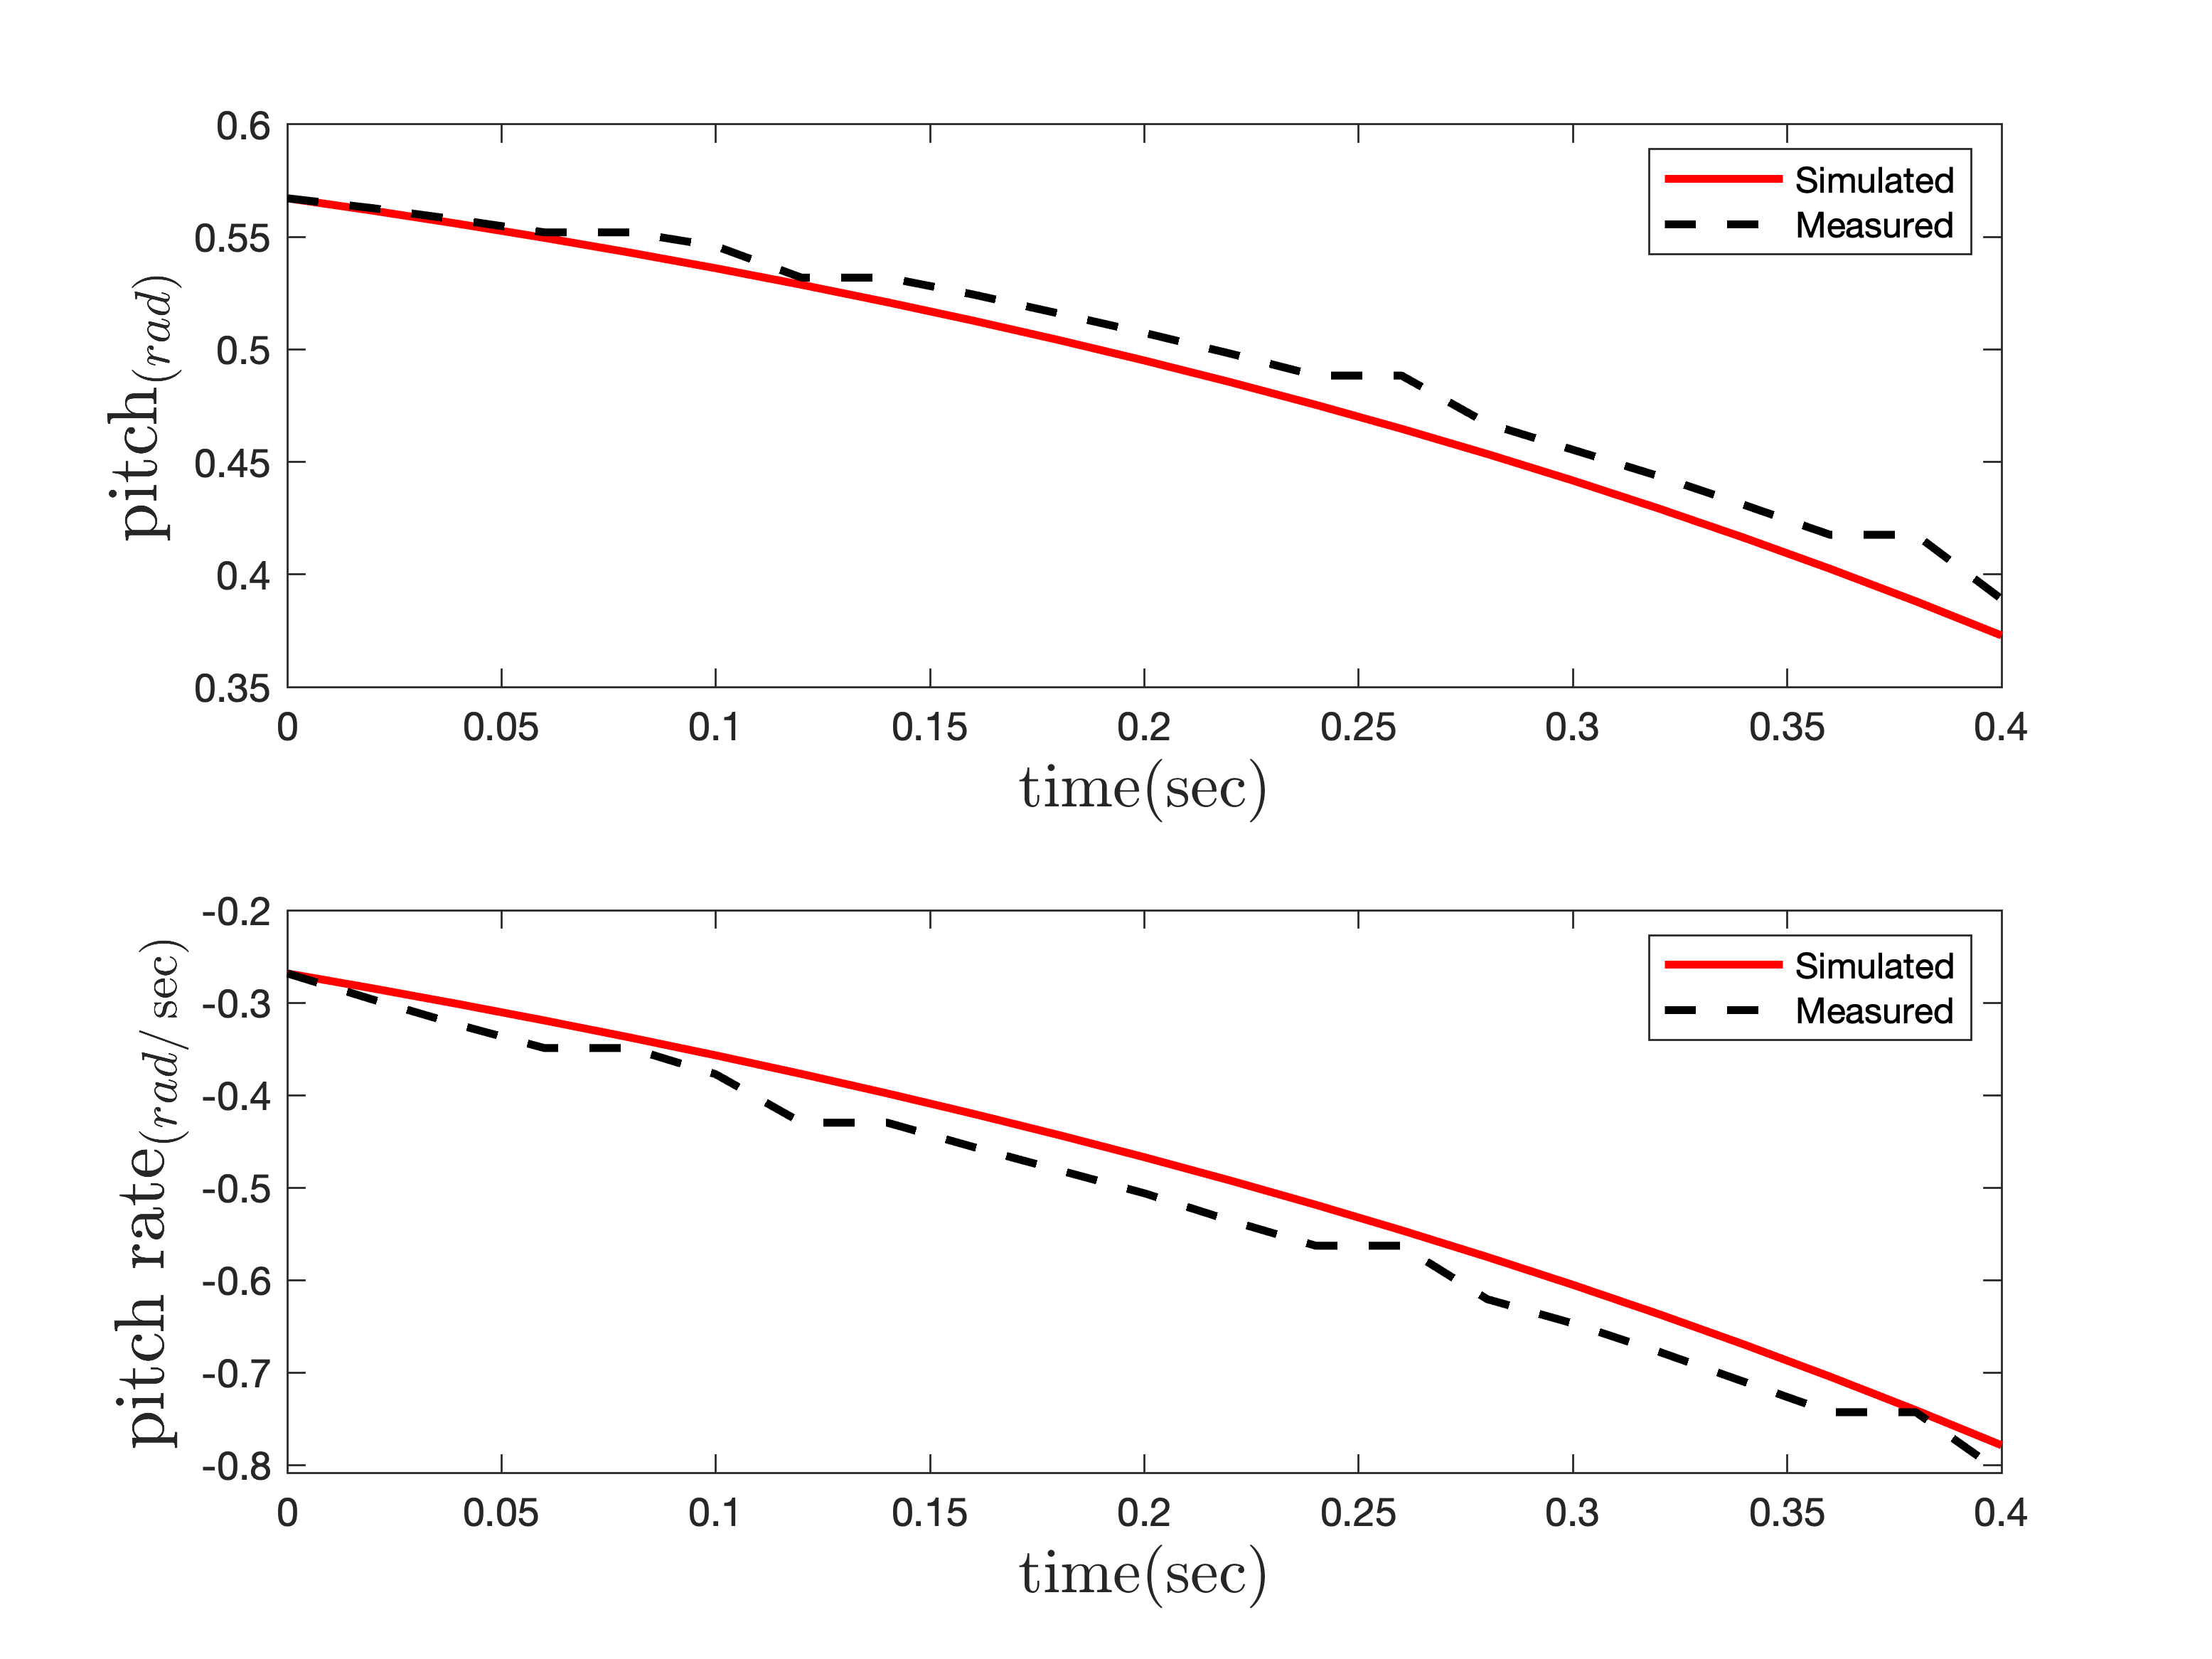 0.6
0.55
0.5
0.45
0.4
0.35
pitch(rad)
Simulated
Measured
0 0.05 0.1 0.15 0.2 0.25 0.3 0.35 0.4
time(sec)
-0.2
-0.3
-0.4
-0.5
-0.6
-0.7
-0.8
pitch rate(rad/ sec)
Simulated
Measured
0 0.05 0.1 0.15 0.2 0.25 0.3 0.35 0.4
time(sec)